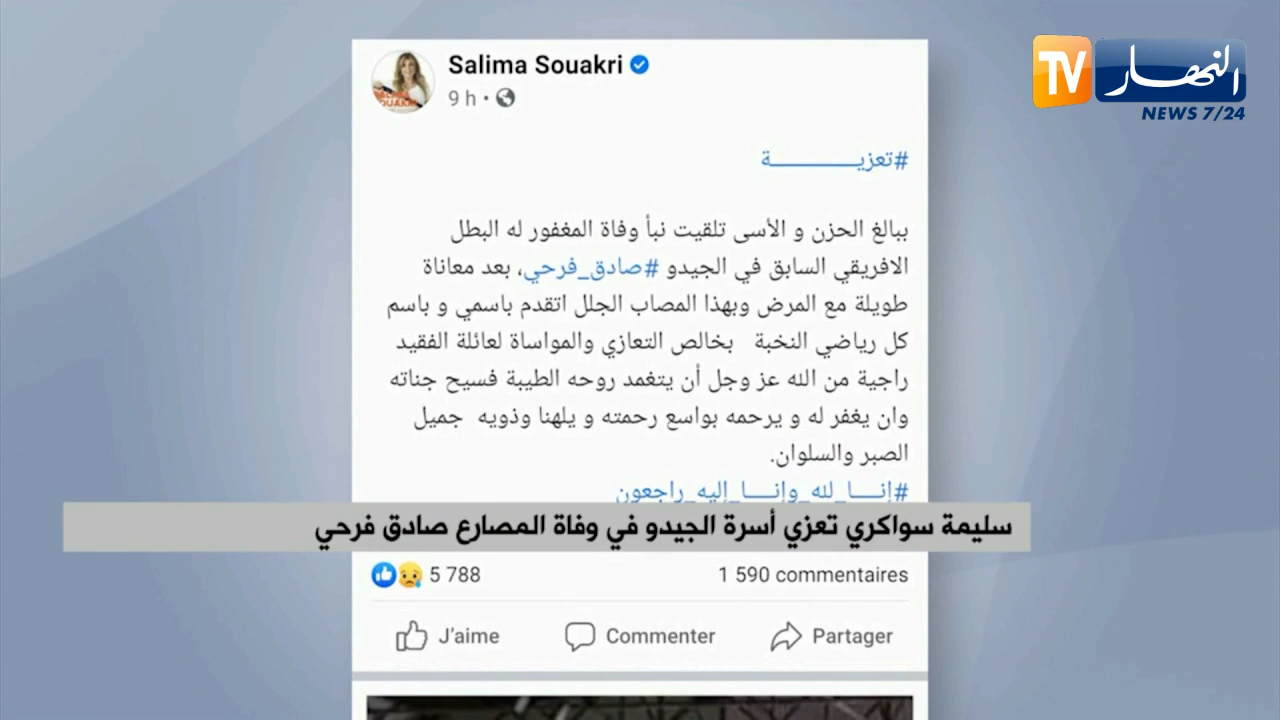 Salima Souakri
9 h
TV النهار
NEWS 7/24
#تعزيــــــــــــة
ببالغ الحزن و الأسى تلقيت نبأ وفاة المغفور له البطل
الافريقي السابق في الجيدو #صادق_فرحي، بعد معاناة
طويلة مع المرض وبهذا المصاب الجلل اتقدم باسمي و باسم
كل رياضي النخبة بخالص التعازي والمواساة لعائلة الفقيد
راجية من الله عز وجل أن يتغمد روحه الطيبة فسيح جناته
وان يغفر له و يرحمه بواسع رحمته و يلهنا وذويه جميل
الصبر والسلوان.
#إنــــا_لله_وإنــــا_إليه_راجعون
سليمة سواكري تعزي أسرة الجيدو في وفاة المصارع صادق فرحي
5 788
1 590 commentaires
J'aime
Commenter
Partager